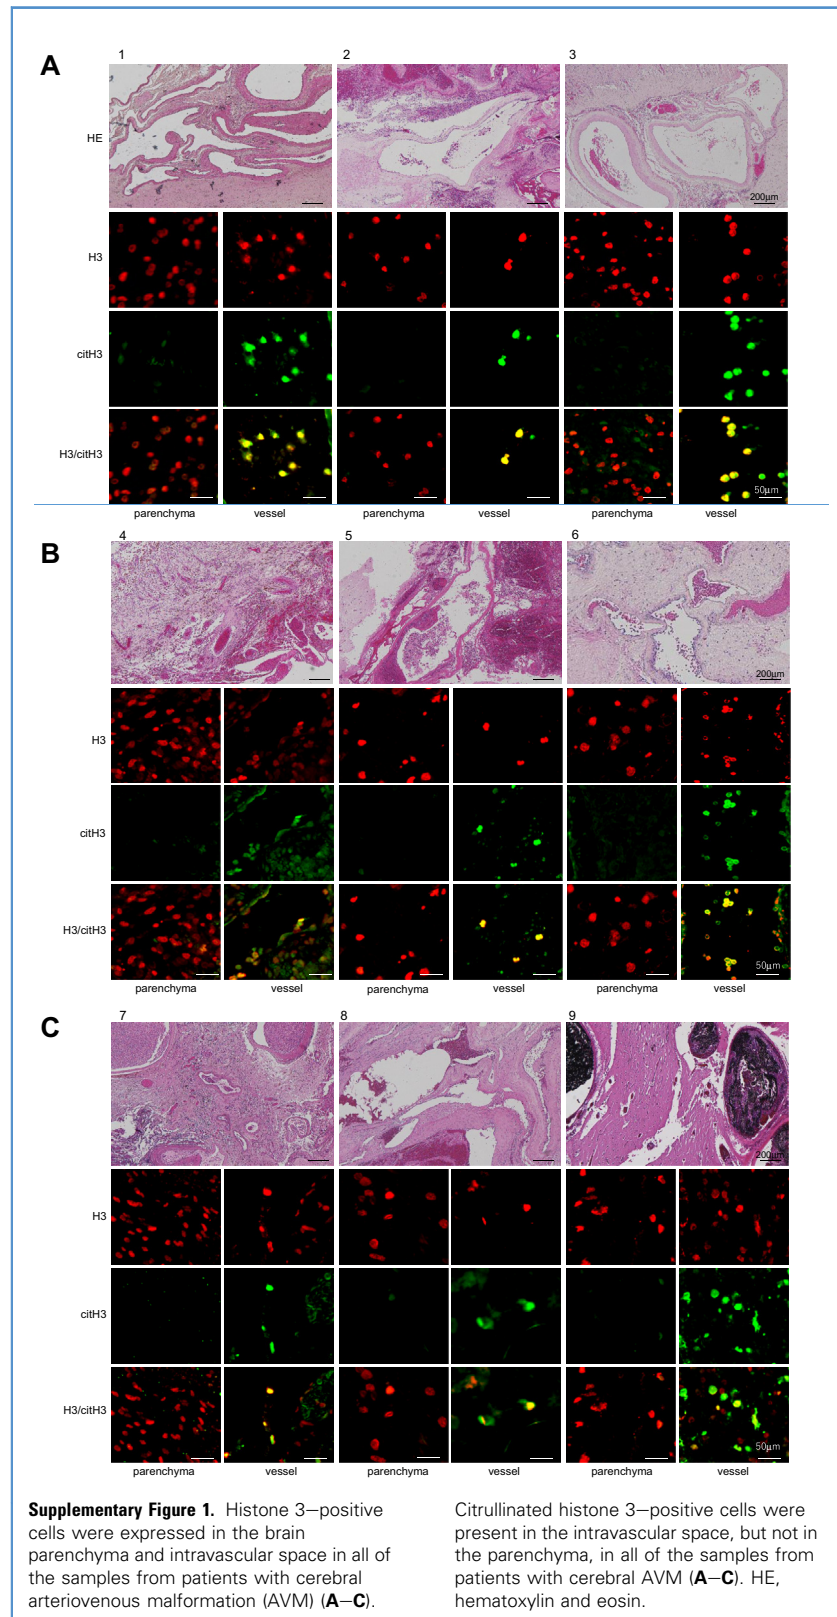 A
1
2
3
HE
200μm
H3
citH3
H3/citH3
50μm
parenchyma vessel parenchyma vessel parenchyma vessel
B
4
5
6
200μm
H3
citH3
H3/citH3
50μm
parenchyma vessel parenchyma vessel parenchyma vessel
C
7
8
9
200μm
H3
citH3
H3/citH3
50μm
parenchyma vessel parenchyma vessel parenchyma vessel
Supplementary Figure 1. Histone 3–positive
cells were expressed in the brain
parenchyma and intravascular space in all of
the samples from patients with cerebral
arteriovenous malformation (AVM) (A–C).
Citrullinated histone 3–positive cells were
present in the intravascular space, but not in
the parenchyma, in all of the samples from
patients with cerebral AVM (A–C). HE,
hematoxylin and eosin.